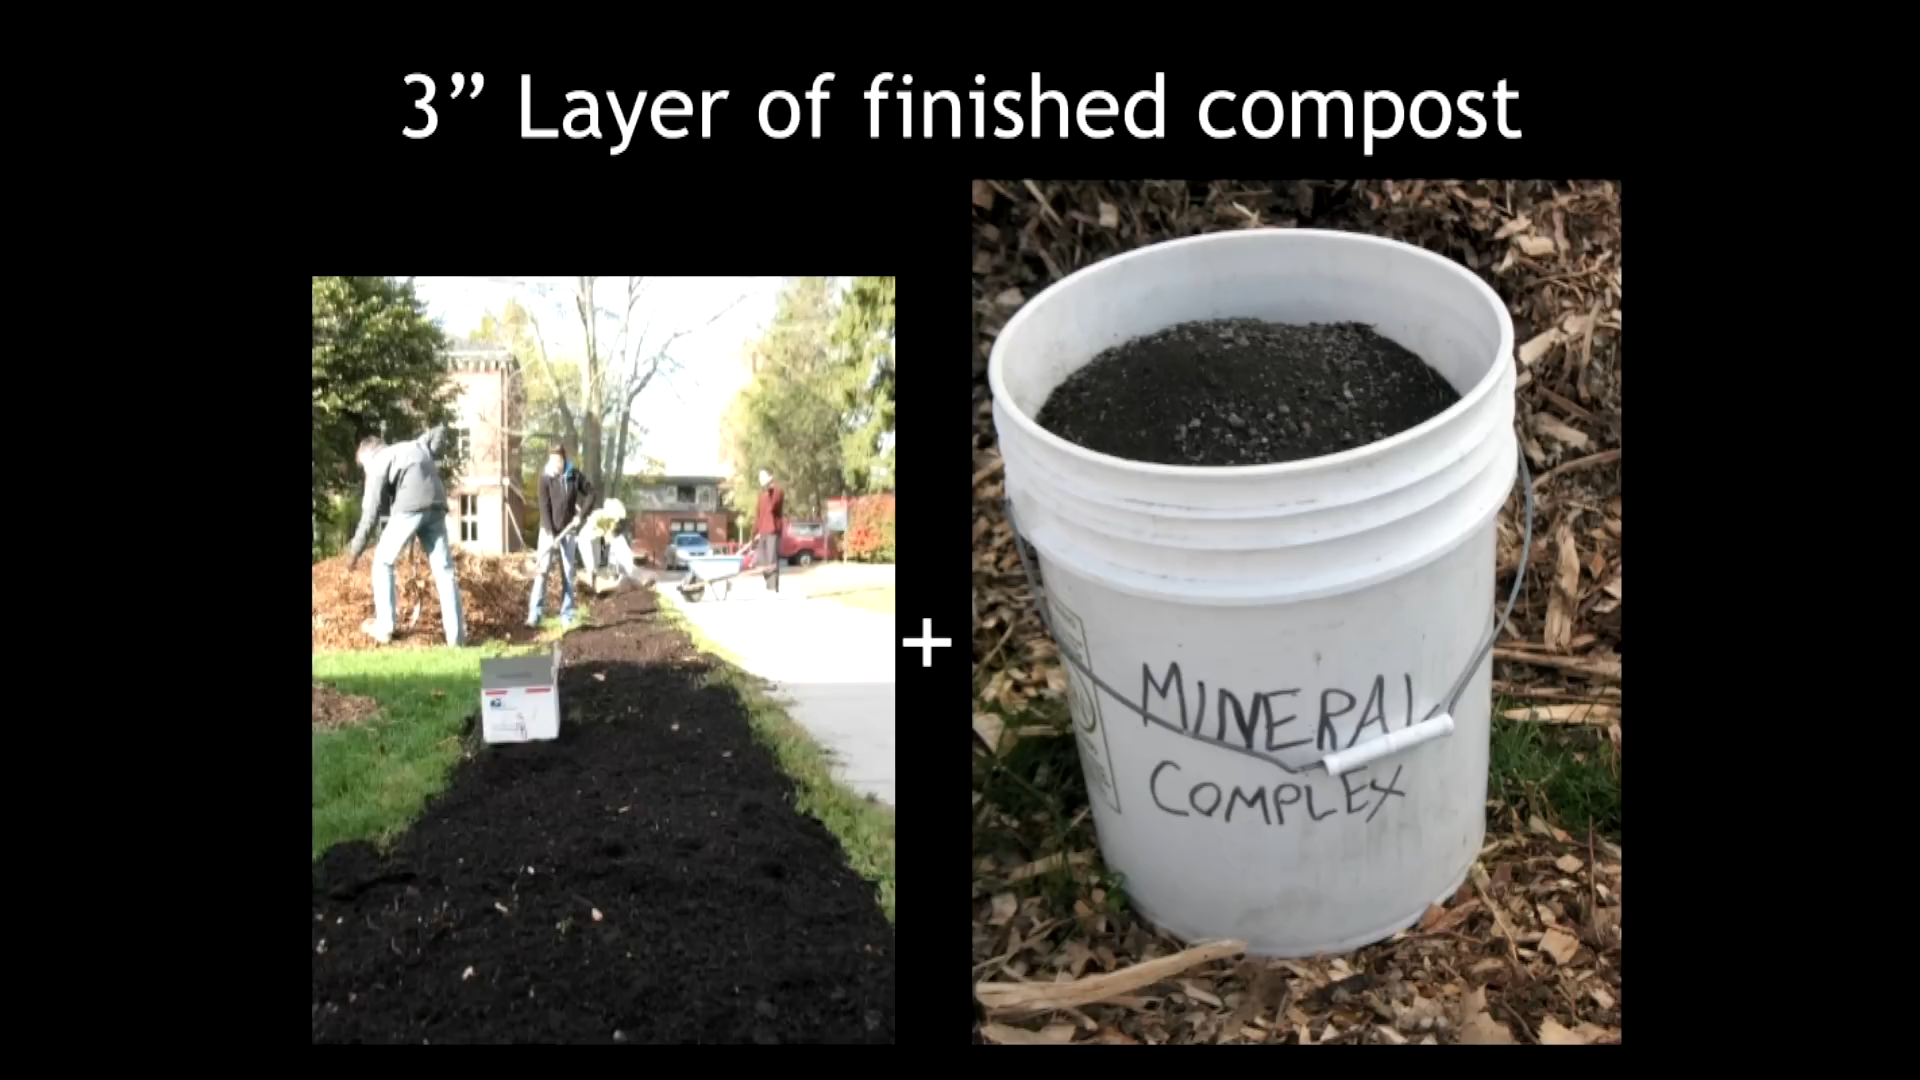 3” Layer of finished compost
+
MINERAL
COMPLEX